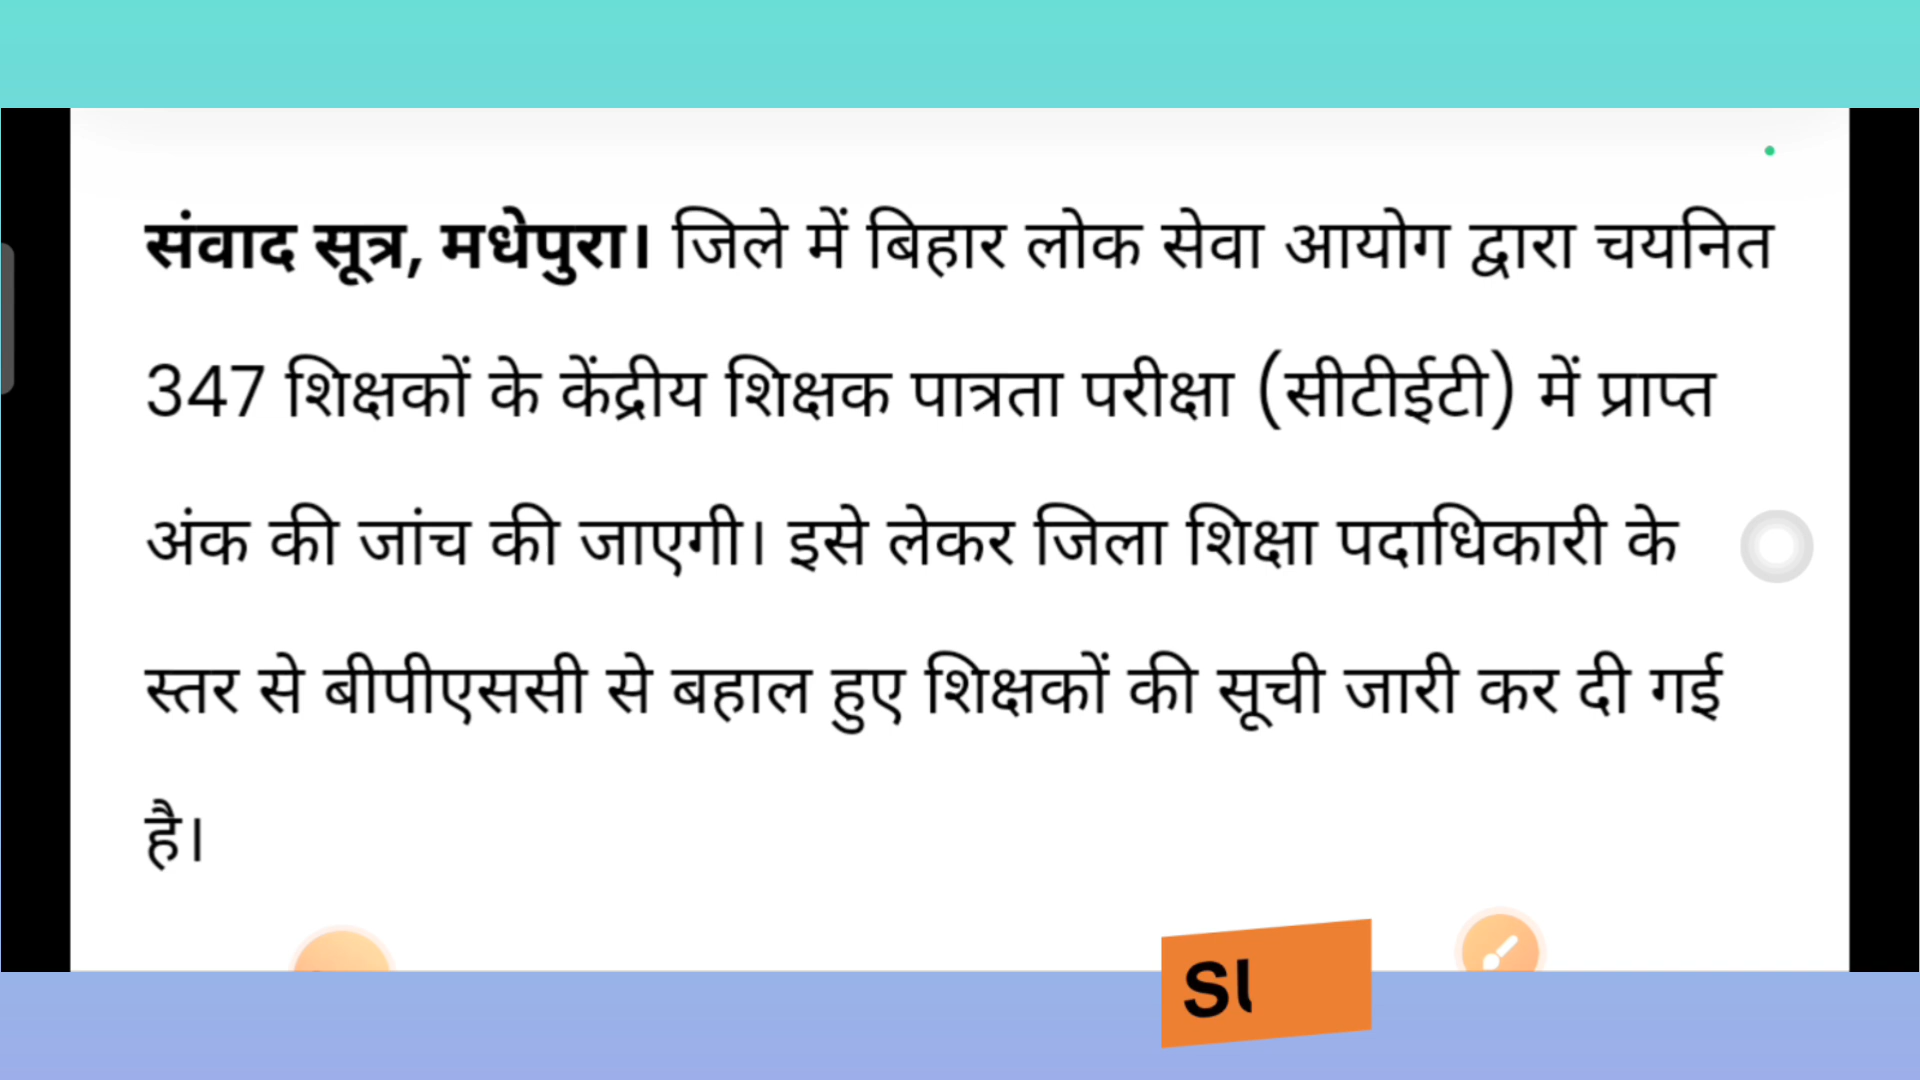 संवाद सूत्र, मधेपुरा। जिले में बिहार लोक सेवा आयोग द्वारा चयनित
347 शिक्षकों के केंद्रीय शिक्षक पात्रता परीक्षा (सीटीईटी) में प्राप्त
अंक की जांच की जाएगी। इसे लेकर जिला शिक्षा पदाधिकारी के
स्तर से बीपीएससी से बहाल हुए शिक्षकों की सूची जारी कर दी गई
है।